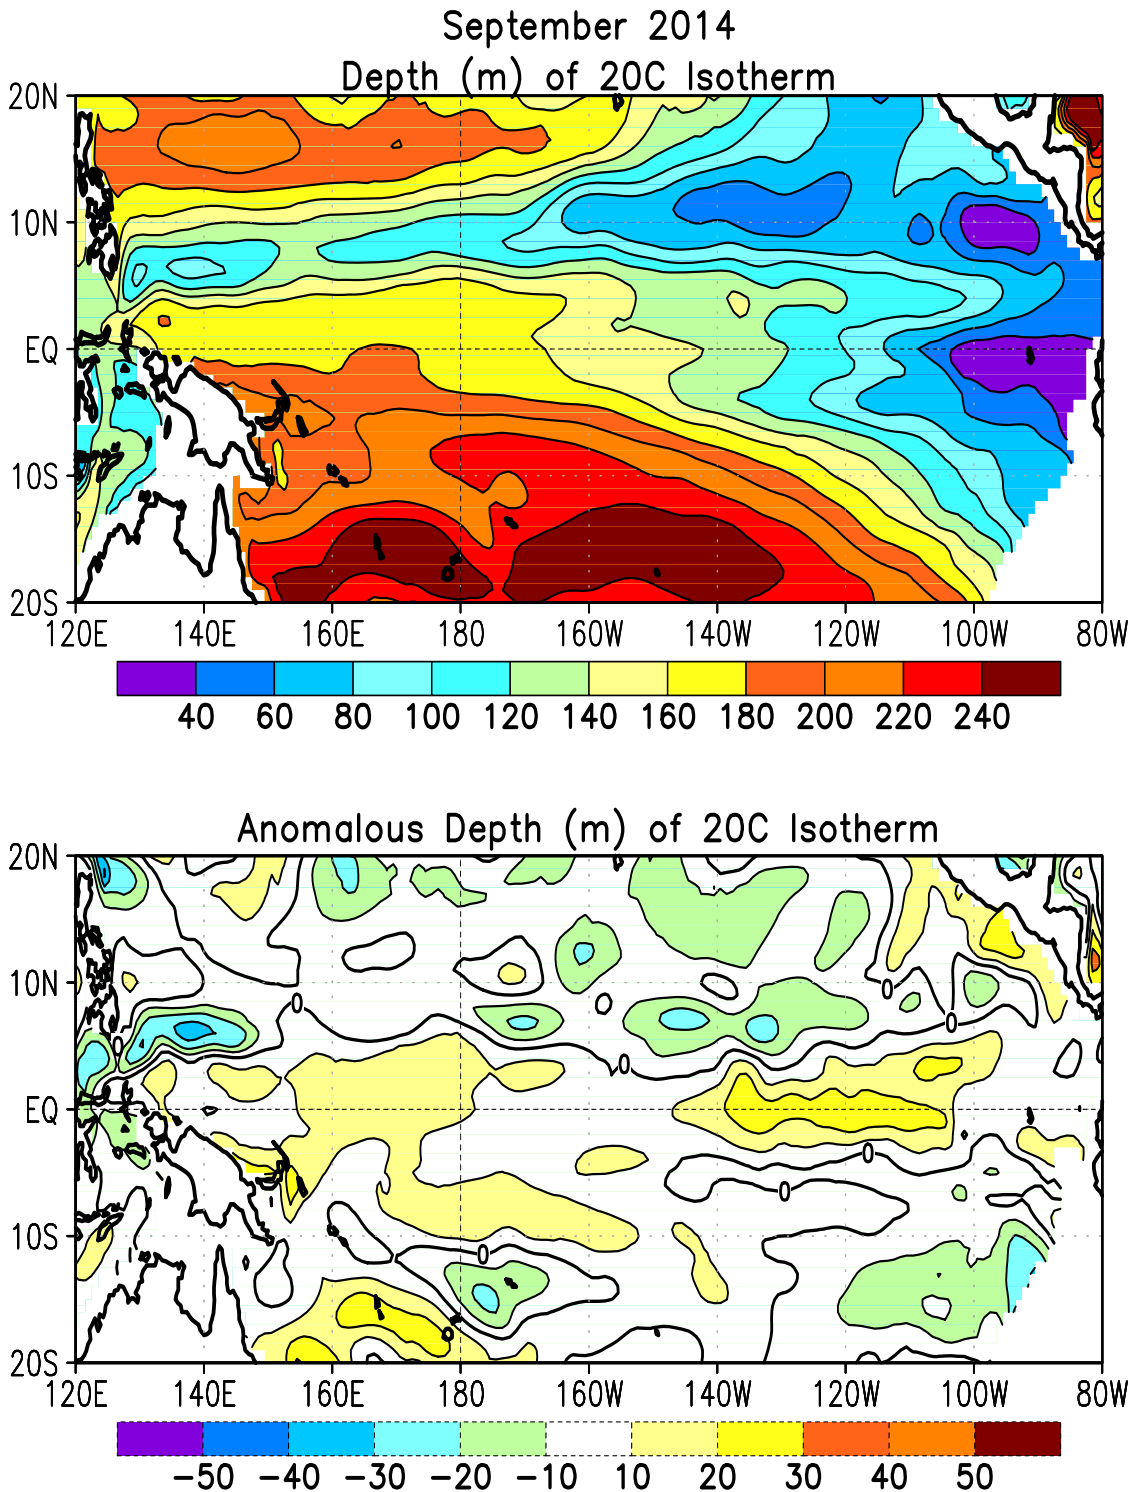 September 2014
Depth (m) of 20C Isotherm
20N
10N
EQ
10S
20S
120E 140E 160E 180 160W 140W 120W 100W 80W
40 60 80 100 120 140 160 180 200 220 240
Anomalous Depth (m) of 20C Isotherm
20N
0
0
0
10N
0
0
EQ
0
0
10S
0
20S
120E 140E 160E 180 160W 140W 120W 100W 80W
-50 -40 -30 -20 -10 10 20 30 40 50